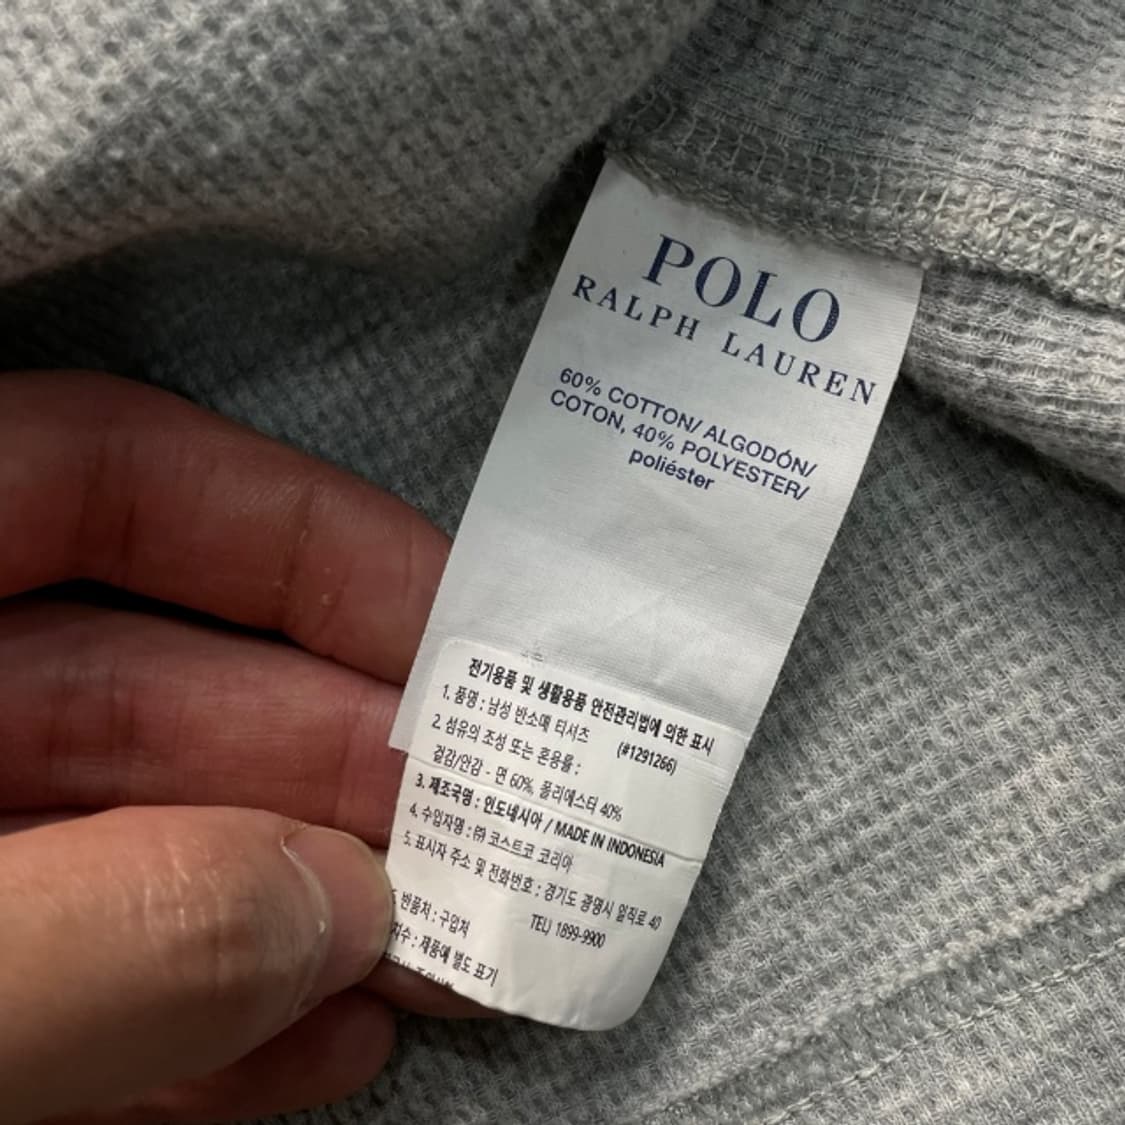 POLO
RALPH LAUREN
60% COTTON/ ALGODÓN/
COTON, 40% POLYESTER/
poliéster
전기용품 및 생활용품 안전관리법에 의한 표시
1. 품명 : 남성 반소매 티셔츠 (#1291266)
2. 섬유의 조성 또는 혼용률 :
겉감/안감 - 면 60%, 폴리에스터 40%
3. 제조국명 : 인도네시아 / MADE IN INDONESIA
4. 수입자명 : ㈜ 코스트코 코리아
5. 표시자 주소 및 전화번호 : 경기도 광명시 일직로 40
TEL) 1899-9900
반품처 : 구입처
치수 : 제품에 별도 표기